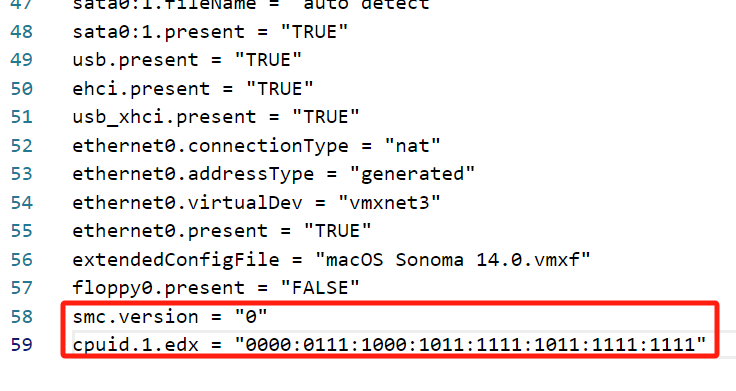 47 sata0:1.fileName = "auto detect"
48 sata0:1.present = "TRUE"
49 usb.present = "TRUE"
50 ehci.present = "TRUE"
51 usb_xhci.present = "TRUE"
52 ethernet0.connectionType = "nat"
53 ethernet0.addressType = "generated"
54 ethernet0.virtualDev = "vmxnet3"
55 ethernet0.present = "TRUE"
56 extendedConfigFile = "macOS Sonoma 14.0.vmxf"
57 floppy0.present = "FALSE"
58 smc.version = "0"
59 cpuid.1.edx = "0000:0111:1000:1011:1111:1011:1111:1111"